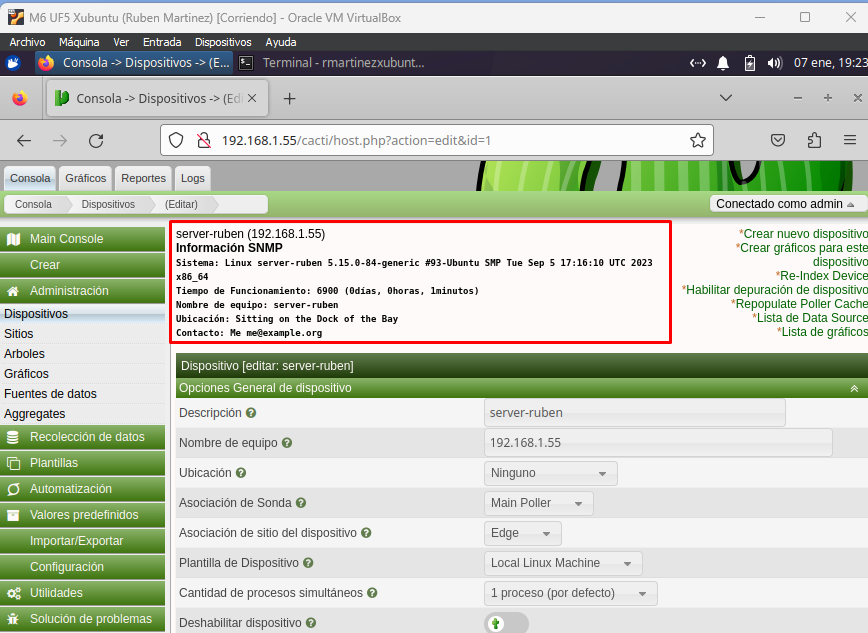 M6 UF5 Xubuntu (Ruben Martinez) [Corriendo] - Oracle VM VirtualBox
Archivo Máquina Ver Entrada Dispositivos Ayuda
Consola -> Dispositivos -> (E... Terminal - rmartinezxubunt... 07 ene, 19:23
Consola -> Dispositivos -> (Edi
192.168.1.55/cacti/host.php?action=edit&id=1
Consola Gráficos Reportes Logs
Consola Dispositivos (Editar) Conectado como admin
Main Console
Crear
Administración
Dispositivos
Sitios
Arboles
Gráficos
Fuentes de datos
Aggregates
Recolección de datos
Plantillas
Automatización
Valores predefinidos
Importar/Exportar
Configuración
Utilidades
Solución de problemas
server-ruben (192.168.1.55)
Información SNMP
Sistema: Linux server-ruben 5.15.0-84-generic #93-Ubuntu SMP Tue Sep 5 17:16:10 UTC 2023
x86_64
Tiempo de Funcionamiento: 6900 (0días, 0horas, 1minutos)
Nombre de equipo: server-ruben
Ubicación: Sitting on the Dock of the Bay
Contacto: Me me@example.org
*Crear nuevo dispositivo
*Crear gráficos para este
dispositivo
*Re-Index Device
*Habilitar depuración de dispositivo
*Repopulate Poller Cache
*Lista de Data Source
*Lista de gráficos
Dispositivo [editar: server-ruben]
Opciones General de dispositivo
Descripción server-ruben
Nombre de equipo 192.168.1.55
Ubicación Ninguno
Asociación de Sonda Main Poller
Asociación de sitio del dispositivo Edge
Plantilla de Dispositivo Local Linux Machine
Cantidad de procesos simultáneos 1 proceso (por defecto)
Deshabilitar dispositivo